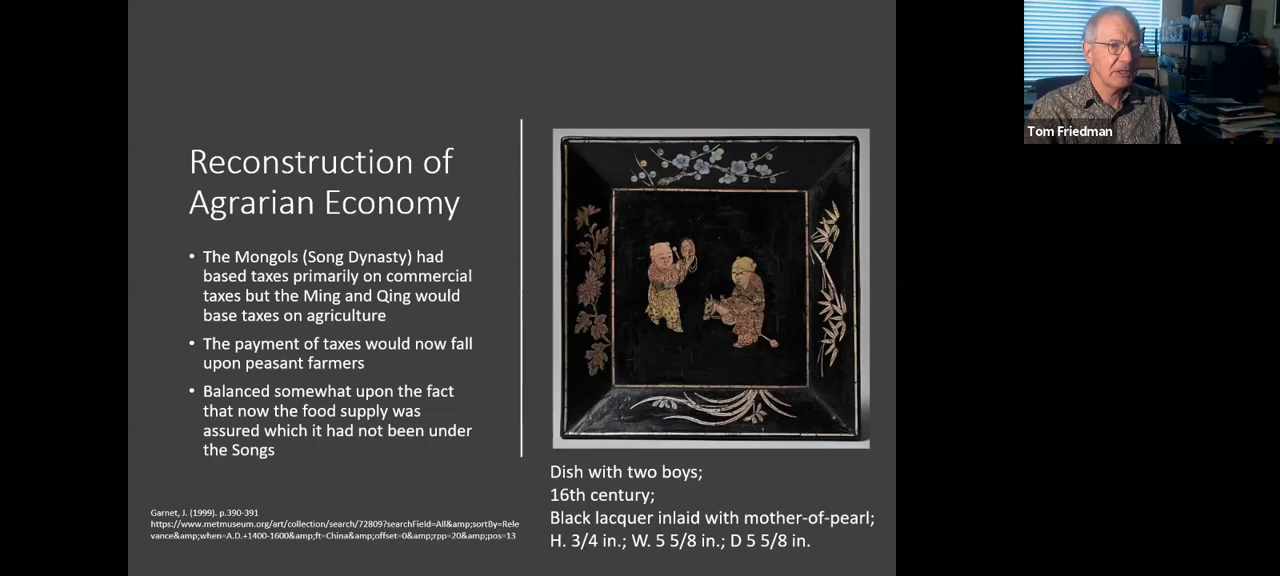 Reconstruction of
Agrarian Economy
• The Mongols (Song Dynasty) had
based taxes primarily on commercial
taxes but the Ming and Qing would
base taxes on agriculture
• The payment of taxes would now fall
upon peasant farmers
• Balanced somewhat upon the fact
that now the food supply was
assured which it had not been under
the Songs
Garnet, J. (1999). p.390-391
https://www.metmuseum.org/art/collection/search/72809?searchField=All&amp;sortBy=Rele
vance&amp;when=A.D.+1400-1600&amp;ft=China&amp;offset=0&amp;rpp=20&amp;pos=13
Dish with two boys;
16th century;
Black lacquer inlaid with mother-of-pearl;
H. 3/4 in.; W. 5 5/8 in.; D 5 5/8 in.
Tom Friedman